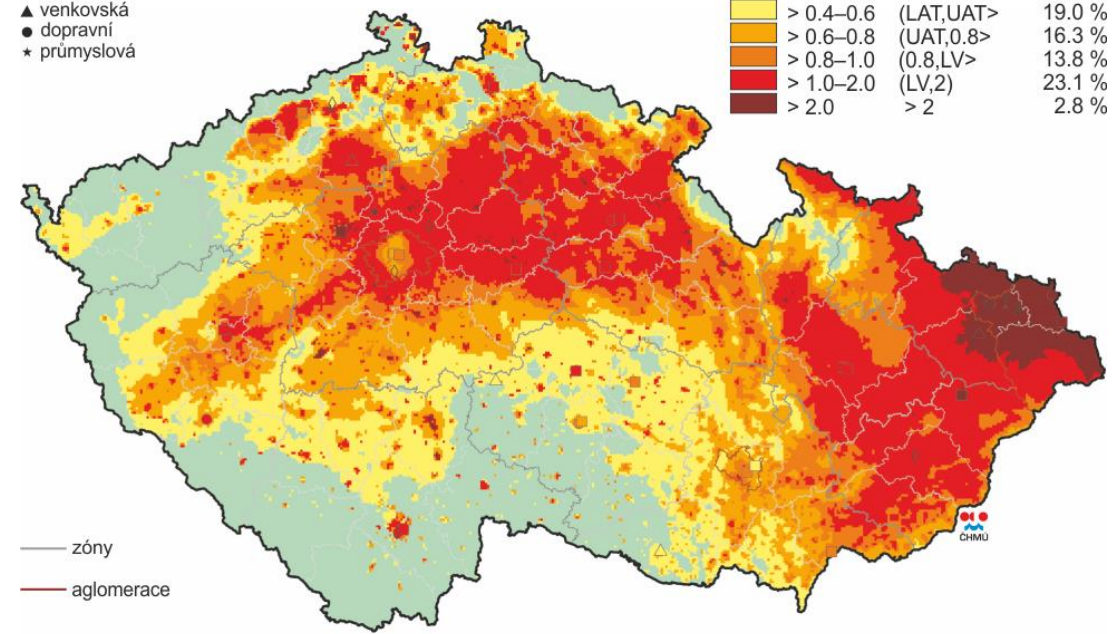 venkovská
dopravní
průmyslová
> 0.4–0.6 (LAT,UAT> 19.0 %
> 0.6–0.8 (UAT,0.8> 16.3 %
> 0.8–1.0 (0.8,LV> 13.8 %
> 1.0–2.0 (LV,2) 23.1 %
> 2.0 > 2 2.8 %
ČHMÚ
zóny
aglomerace